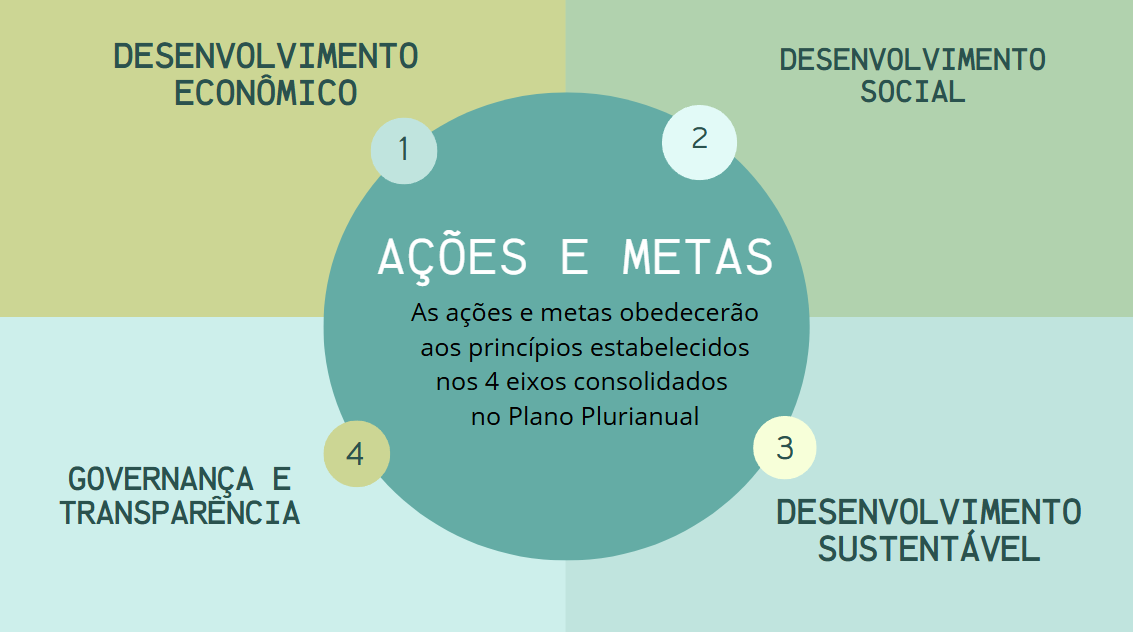 DESENVOLVIMENTO
ECONÔMICO
1
DESENVOLVIMENTO
SOCIAL
2
AÇÕES E METAS
As ações e metas obedecerão
aos princípios estabelecidos
nos 4 eixos consolidados
no Plano Plurianual
3
DESENVOLVIMENTO
SUSTENTÁVEL
4
GOVERNANÇA E
TRANSPARÊNCIA